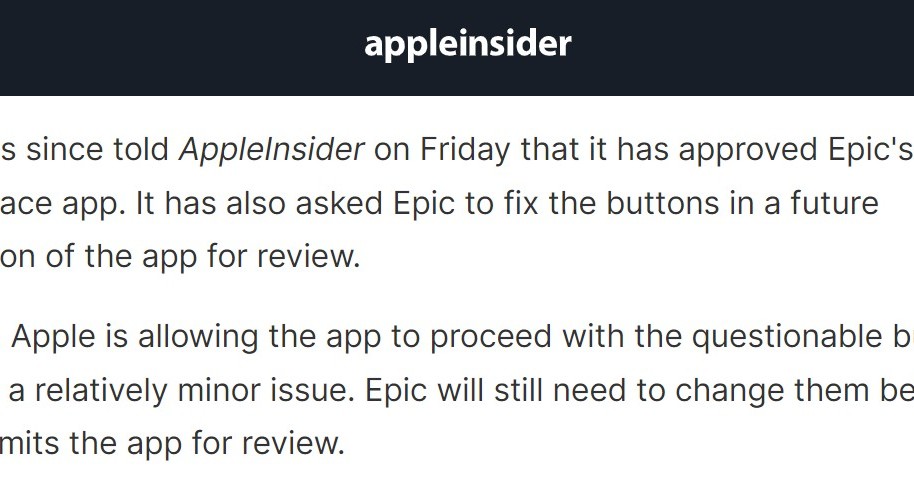 appleinsider
s since told AppleInsider on Friday that it has approved Epic's
ace app. It has also asked Epic to fix the buttons in a future
on of the app for review.
Apple is allowing the app to proceed with the questionable b
a relatively minor issue. Epic will still need to change them be
mits the app for review.